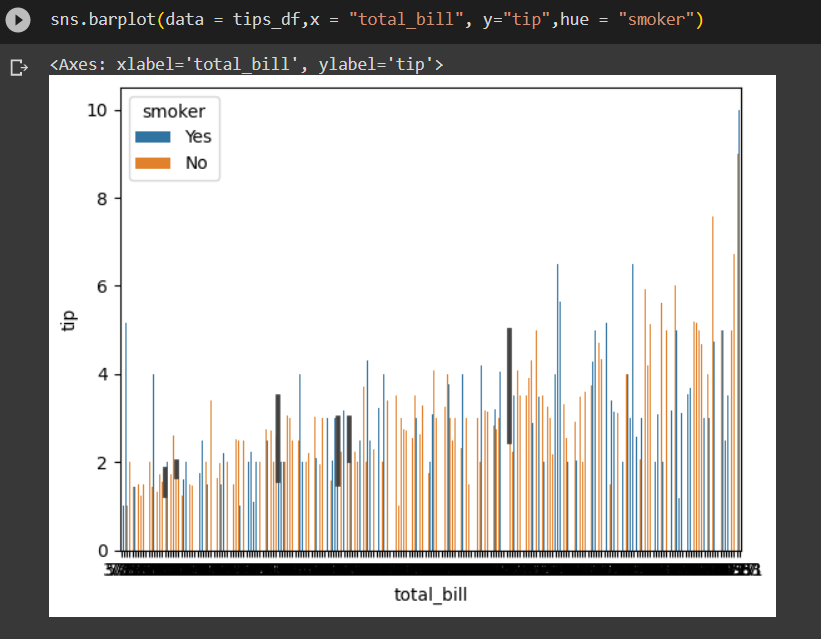 sns.barplot(data = tips_df,x = "total_bill", y="tip",hue = "smoker")
<Axes: xlabel='total_bill', ylabel='tip'>
smoker
Yes
No
10
8
6
4
2
0
tip
total_bill